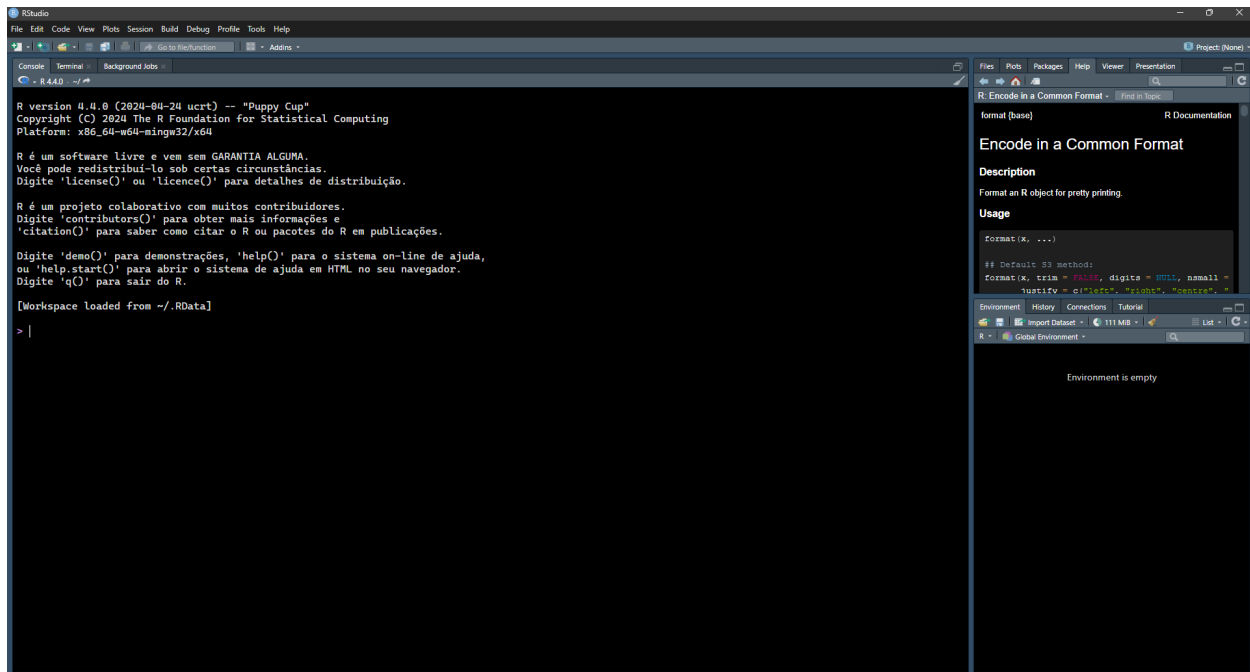 RStudio
File Edit Code View Plots Session Build Debug Profile Tools Help
Go to file/function Addins
Project: (None)
Console Terminal Background Jobs
R 4.4.0 · ~/
R version 4.4.0 (2024-04-24 ucrt) -- "Puppy Cup"
Copyright (C) 2024 The R Foundation for Statistical Computing
Platform: x86_64-w64-mingw32/x64
R é um software livre e vem sem GARANTIA ALGUMA.
Você pode redistribuí-lo sob certas circunstâncias.
Digite 'license()' ou 'licence()' para detalhes de distribuição.
R é um projeto colaborativo com muitos contribuidores.
Digite 'contributors()' para obter mais informações e
'citation()' para saber como citar o R ou pacotes do R em publicações.
Digite 'demo()' para demonstrações, 'help()' para o sistema on-line de ajuda,
ou 'help.start()' para abrir o sistema de ajuda em HTML no seu navegador.
Digite 'q()' para sair do R.
[Workspace loaded from ~/.RData]
>
Files Plots Packages Help Viewer Presentation
R: Encode in a Common Format Find in Topic
format {base} R Documentation
Encode in a Common Format
Description
Format an R object for pretty printing.
Usage
format(x, ...)
## Default S3 method:
format(x, trim = FALSE, digits = NULL, nsmall =
justify = c("left", "right", "centre", "
Environment History Connections Tutorial
Import Dataset 111 MiB List
R Global Environment
Environment is empty